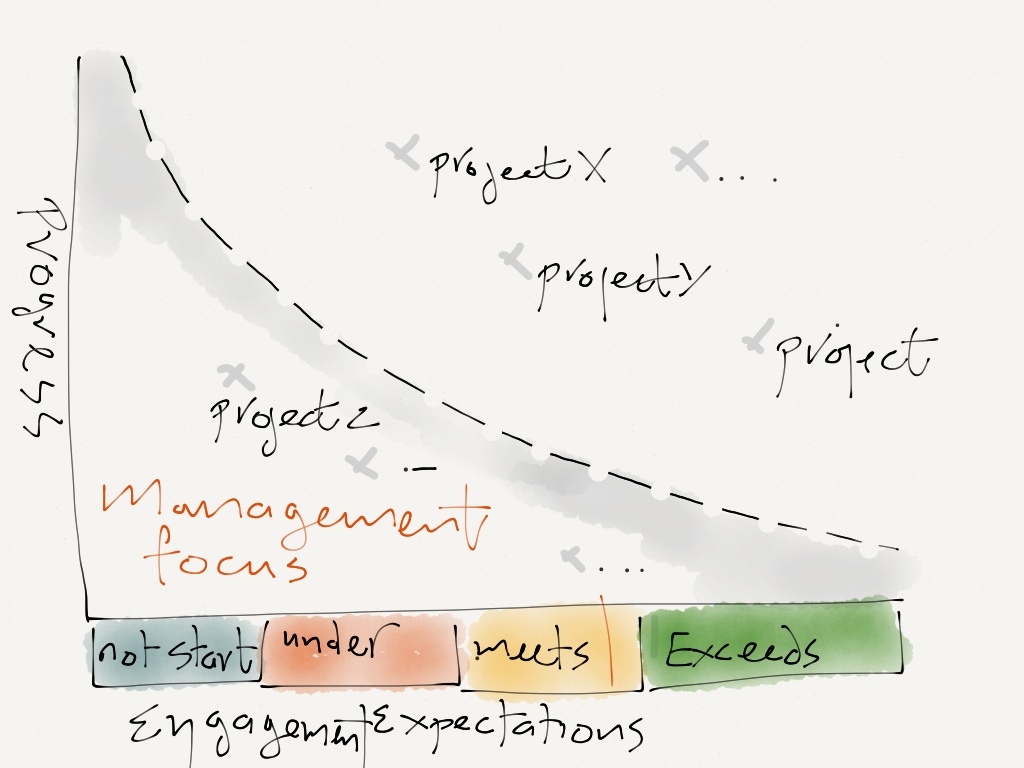 project X
. . .
project y
project
progress
project z
. –
Management
focus
. . .
not start
under
meets
Exceeds
Engagement Expectations